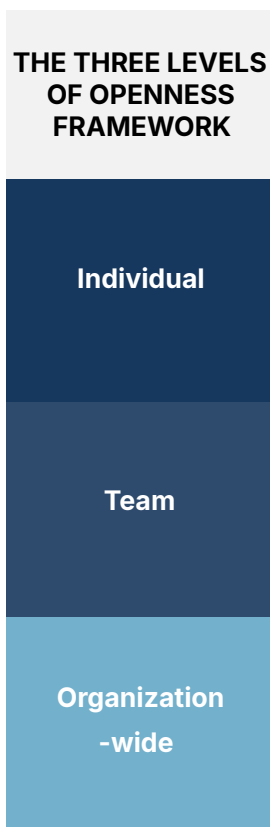 THE THREE LEVELS
OF OPENNESS
FRAMEWORK
Individual
Team
Organization
-wide